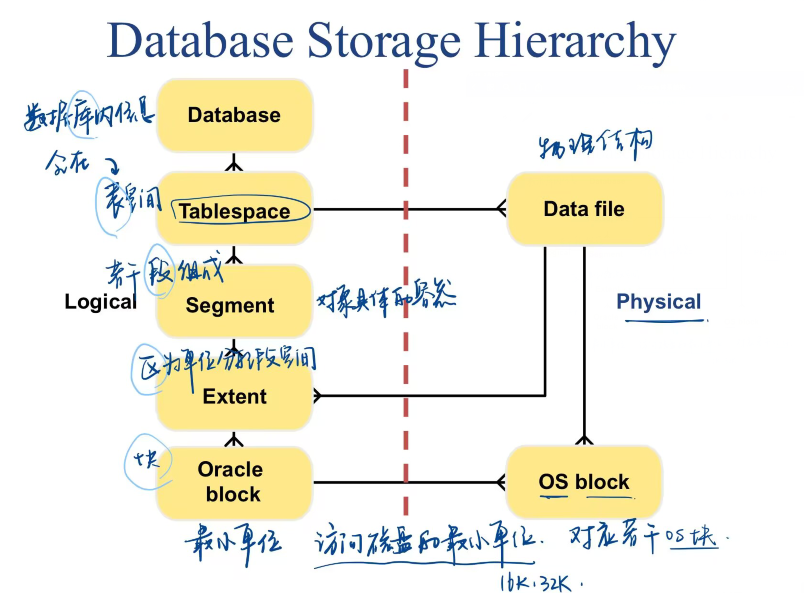 Database Storage Hierarchy
Database
数据库内信息
存在
物理结构
表空间
Tablespace
Data file
若干段组成
Logical
Segment
对象具体的容态
Physical
区为单位分配段空间
Extent
块
Oracle
block
OS block
最小单位
访问磁盘的最小单位.
对应若干OS块.
16K.32K.